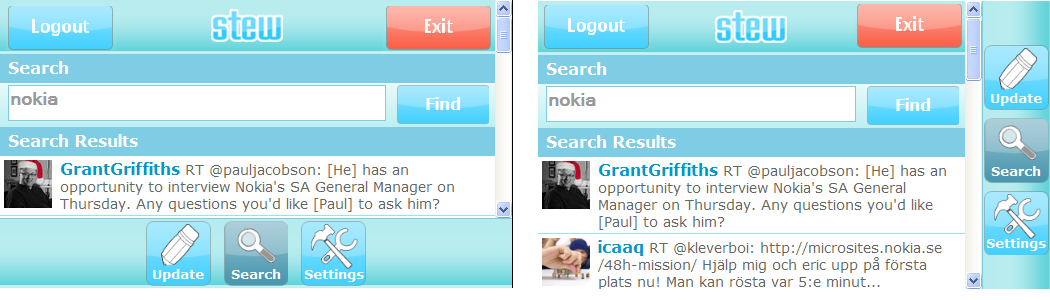 Logout
stew
Exit
Search
nokia
Find
Search Results
GrantGriffiths RT @pauljacobson: [He] has an
opportunity to interview Nokia's SA General Manager on
Thursday. Any questions you'd like [Paul] to ask him?
Update
Search
Settings
Logout
stew
Exit
Search
nokia
Find
Search Results
GrantGriffiths RT @pauljacobson: [He] has an
opportunity to interview Nokia's SA General
Manager on Thursday. Any questions you'd like
[Paul] to ask him?
icaaq RT @kleverboi: http://microsites.nokia.se
/48h-mission/ Hjälp mig och eric upp på första
plats nu! Man kan rösta var 5:e minut...
Update
Search
Settings